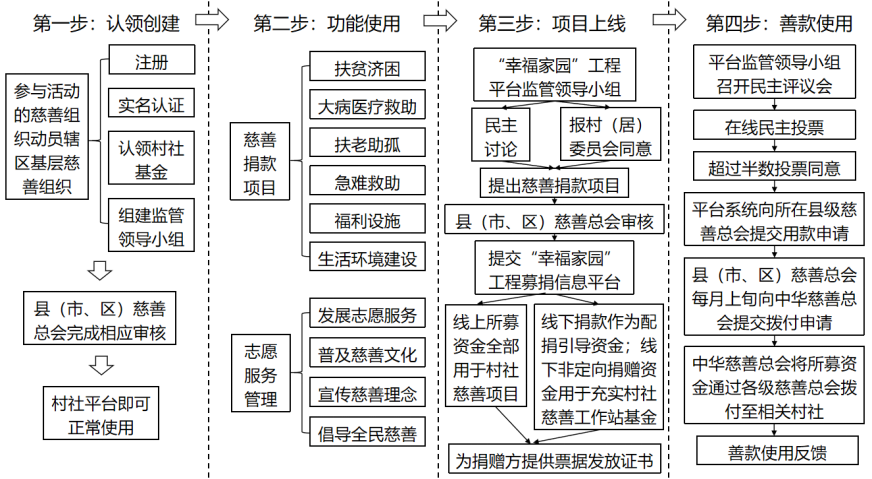 第一步：认领创建
参与活动
的慈善组
织动员辖
区基层慈
善组织
注册
实名认证
认领村社
基金
组建监管
领导小组
县（市、区）慈善
总会完成相应审核
村社平台即可
正常使用
第二步：功能使用
慈善
捐款
项目
扶贫济困
大病医疗救助
扶老助孤
急难救助
福利设施
生活环境建设
志愿
服务
管理
发展志愿服务
普及慈善文化
宣传慈善理念
倡导全民慈善
第三步：项目上线
“幸福家园”工程
平台监管领导小组
民主
讨论
报村（居）
委员会同意
提出慈善捐款项目
县（市、区）慈善总会审核
提交“幸福家园”
工程募捐信息平台
线上所募
资金全部
用于村社
慈善项目
线下捐款作为配
捐引导资金；线
下非定向捐赠资
金用于充实村社
慈善工作站基金
为捐赠方提供票据发放证书
第四步：善款使用
平台监管领导小组
召开民主评议会
在线民主投票
超过半数投票同意
平台系统向所在县级慈
善总会提交用款申请
县（市、区）慈善总会
每月上旬向中华慈善总
会提交拨付申请
中华慈善总会将所募资
金通过各级慈善总会拨
付至相关村社
善款使用反馈